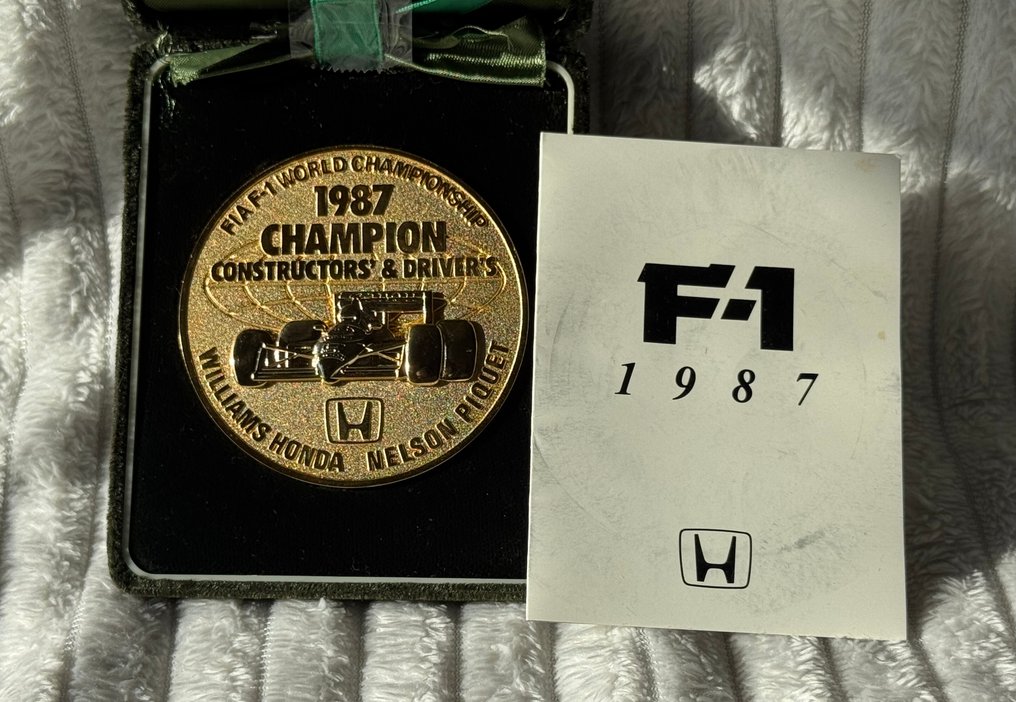 FIA F-1 WORLD CHAMPIONSHIP
1987
CHAMPION
CONSTRUCTORS' & DRIVER'S
WILLIAMS HONDA NELSON PIQUET
F-1
1987